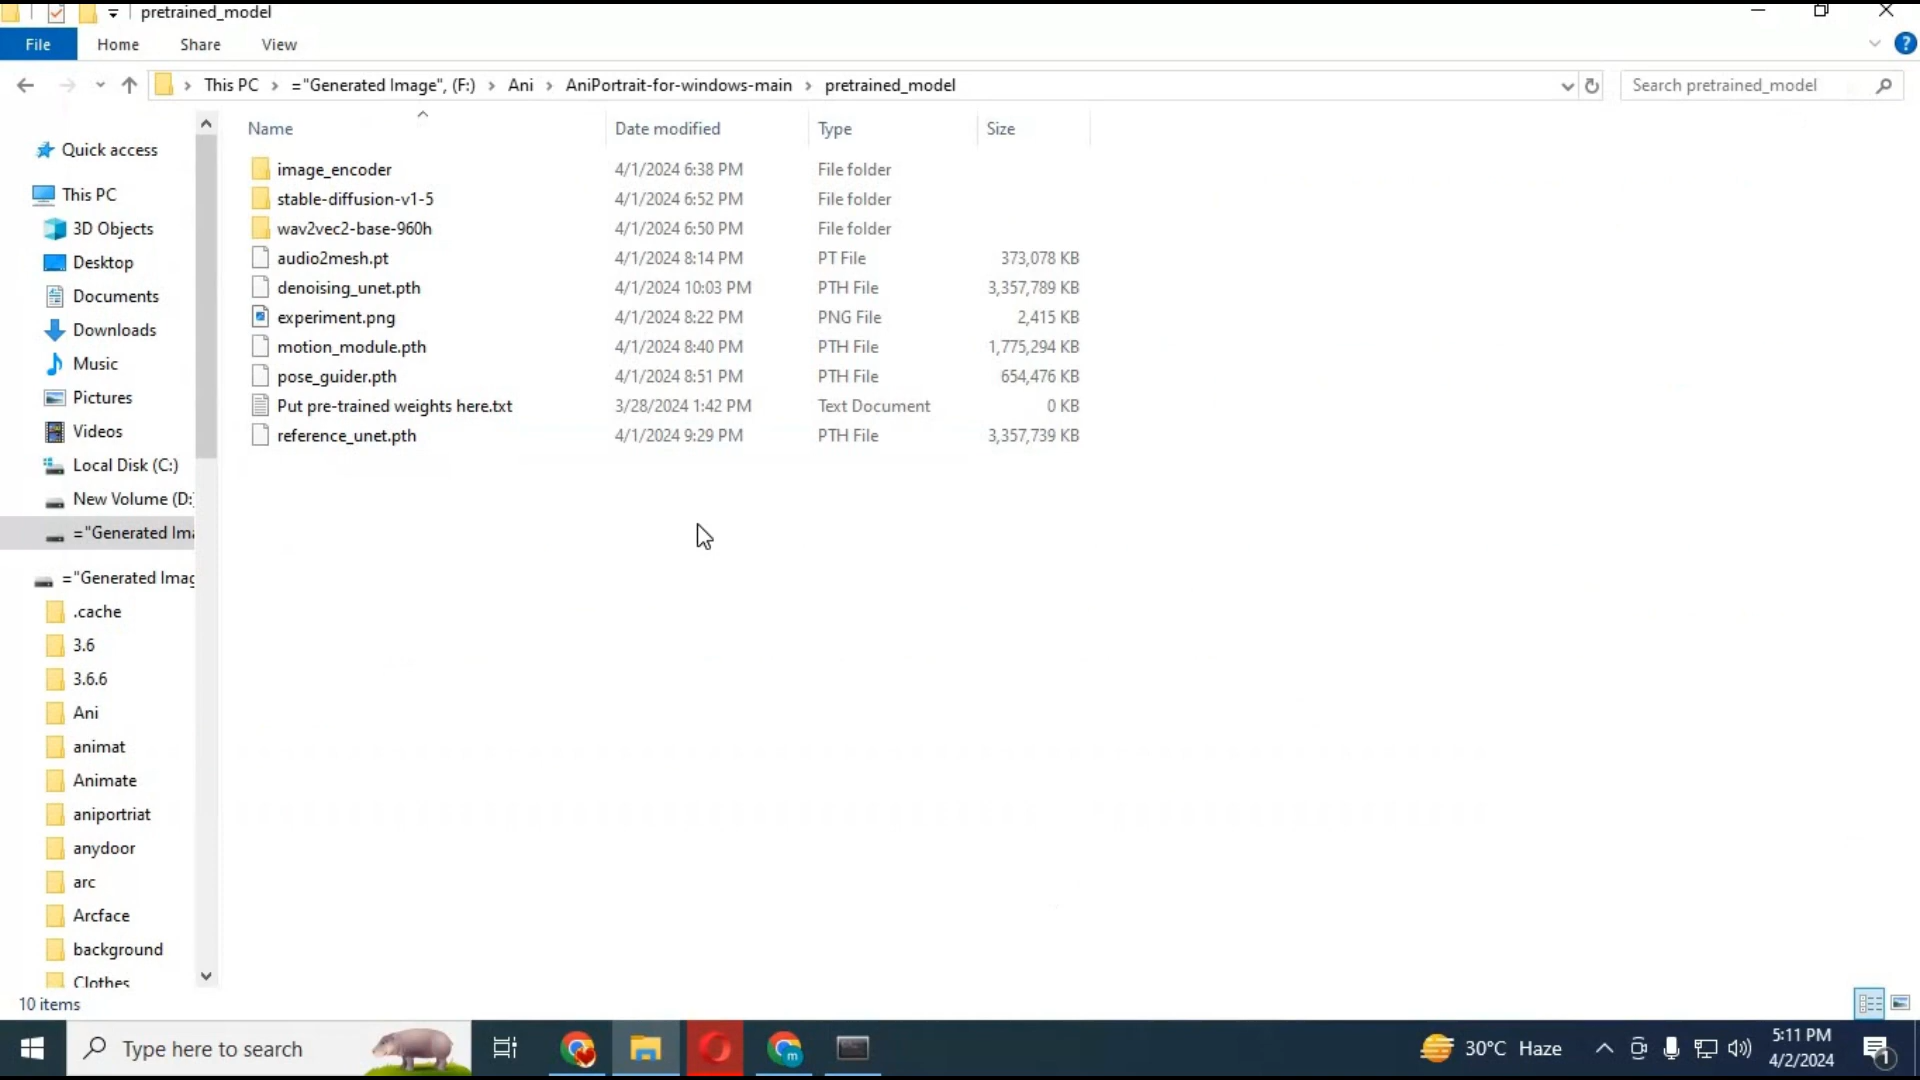 pretrained_model
File Home Share View
This PC ="Generated Image", (F:) Ani AniPortrait-for-windows-main pretrained_model Search pretrained_model
Name Date modified Type Size
image_encoder 4/1/2024 6:38 PM File folder
stable-diffusion-v1-5 4/1/2024 6:52 PM File folder
wav2vec2-base-960h 4/1/2024 6:50 PM File folder
audio2mesh.pt 4/1/2024 8:14 PM PT File 373,078 KB
denoising_unet.pth 4/1/2024 10:03 PM PTH File 3,357,789 KB
experiment.png 4/1/2024 8:22 PM PNG File 2,415 KB
motion_module.pth 4/1/2024 8:40 PM PTH File 1,775,294 KB
pose_guider.pth 4/1/2024 8:51 PM PTH File 654,476 KB
Put pre-trained weights here.txt 3/28/2024 1:42 PM Text Document 0 KB
reference_unet.pth 4/1/2024 9:29 PM PTH File 3,357,739 KB
Quick access
This PC
3D Objects
Desktop
Documents
Downloads
Music
Pictures
Videos
Local Disk (C:)
New Volume (D:
="Generated Ima
="Generated Imag
.cache
3.6
3.6.6
Ani
animat
Animate
aniportriat
anydoor
arc
Arcface
background
Clothes
10 items
Type here to search
30°C Haze
5:11 PM
4/2/2024
1